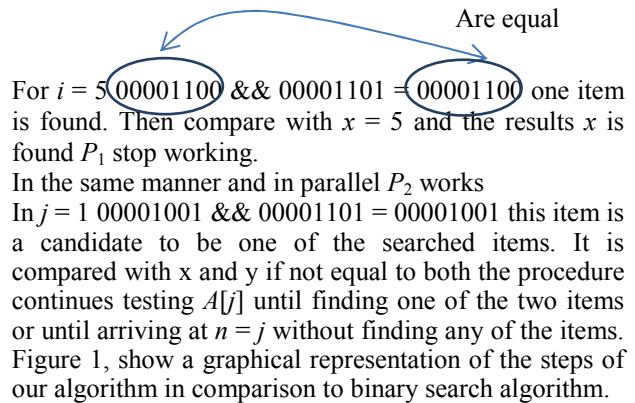 Are equal
For i = 5 00001100 && 00001101 = 00001100 one item
is found. Then compare with x = 5 and the results x is
found P1 stop working.
In the same manner and in parallel P2 works
In j = 1 00001001 && 00001101 = 00001001 this item is
a candidate to be one of the searched items. It is
compared with x and y if not equal to both the procedure
continues testing A[j] until finding one of the two items
or until arriving at n = j without finding any of the items.
Figure 1, show a graphical representation of the steps of
our algorithm in comparison to binary search algorithm.